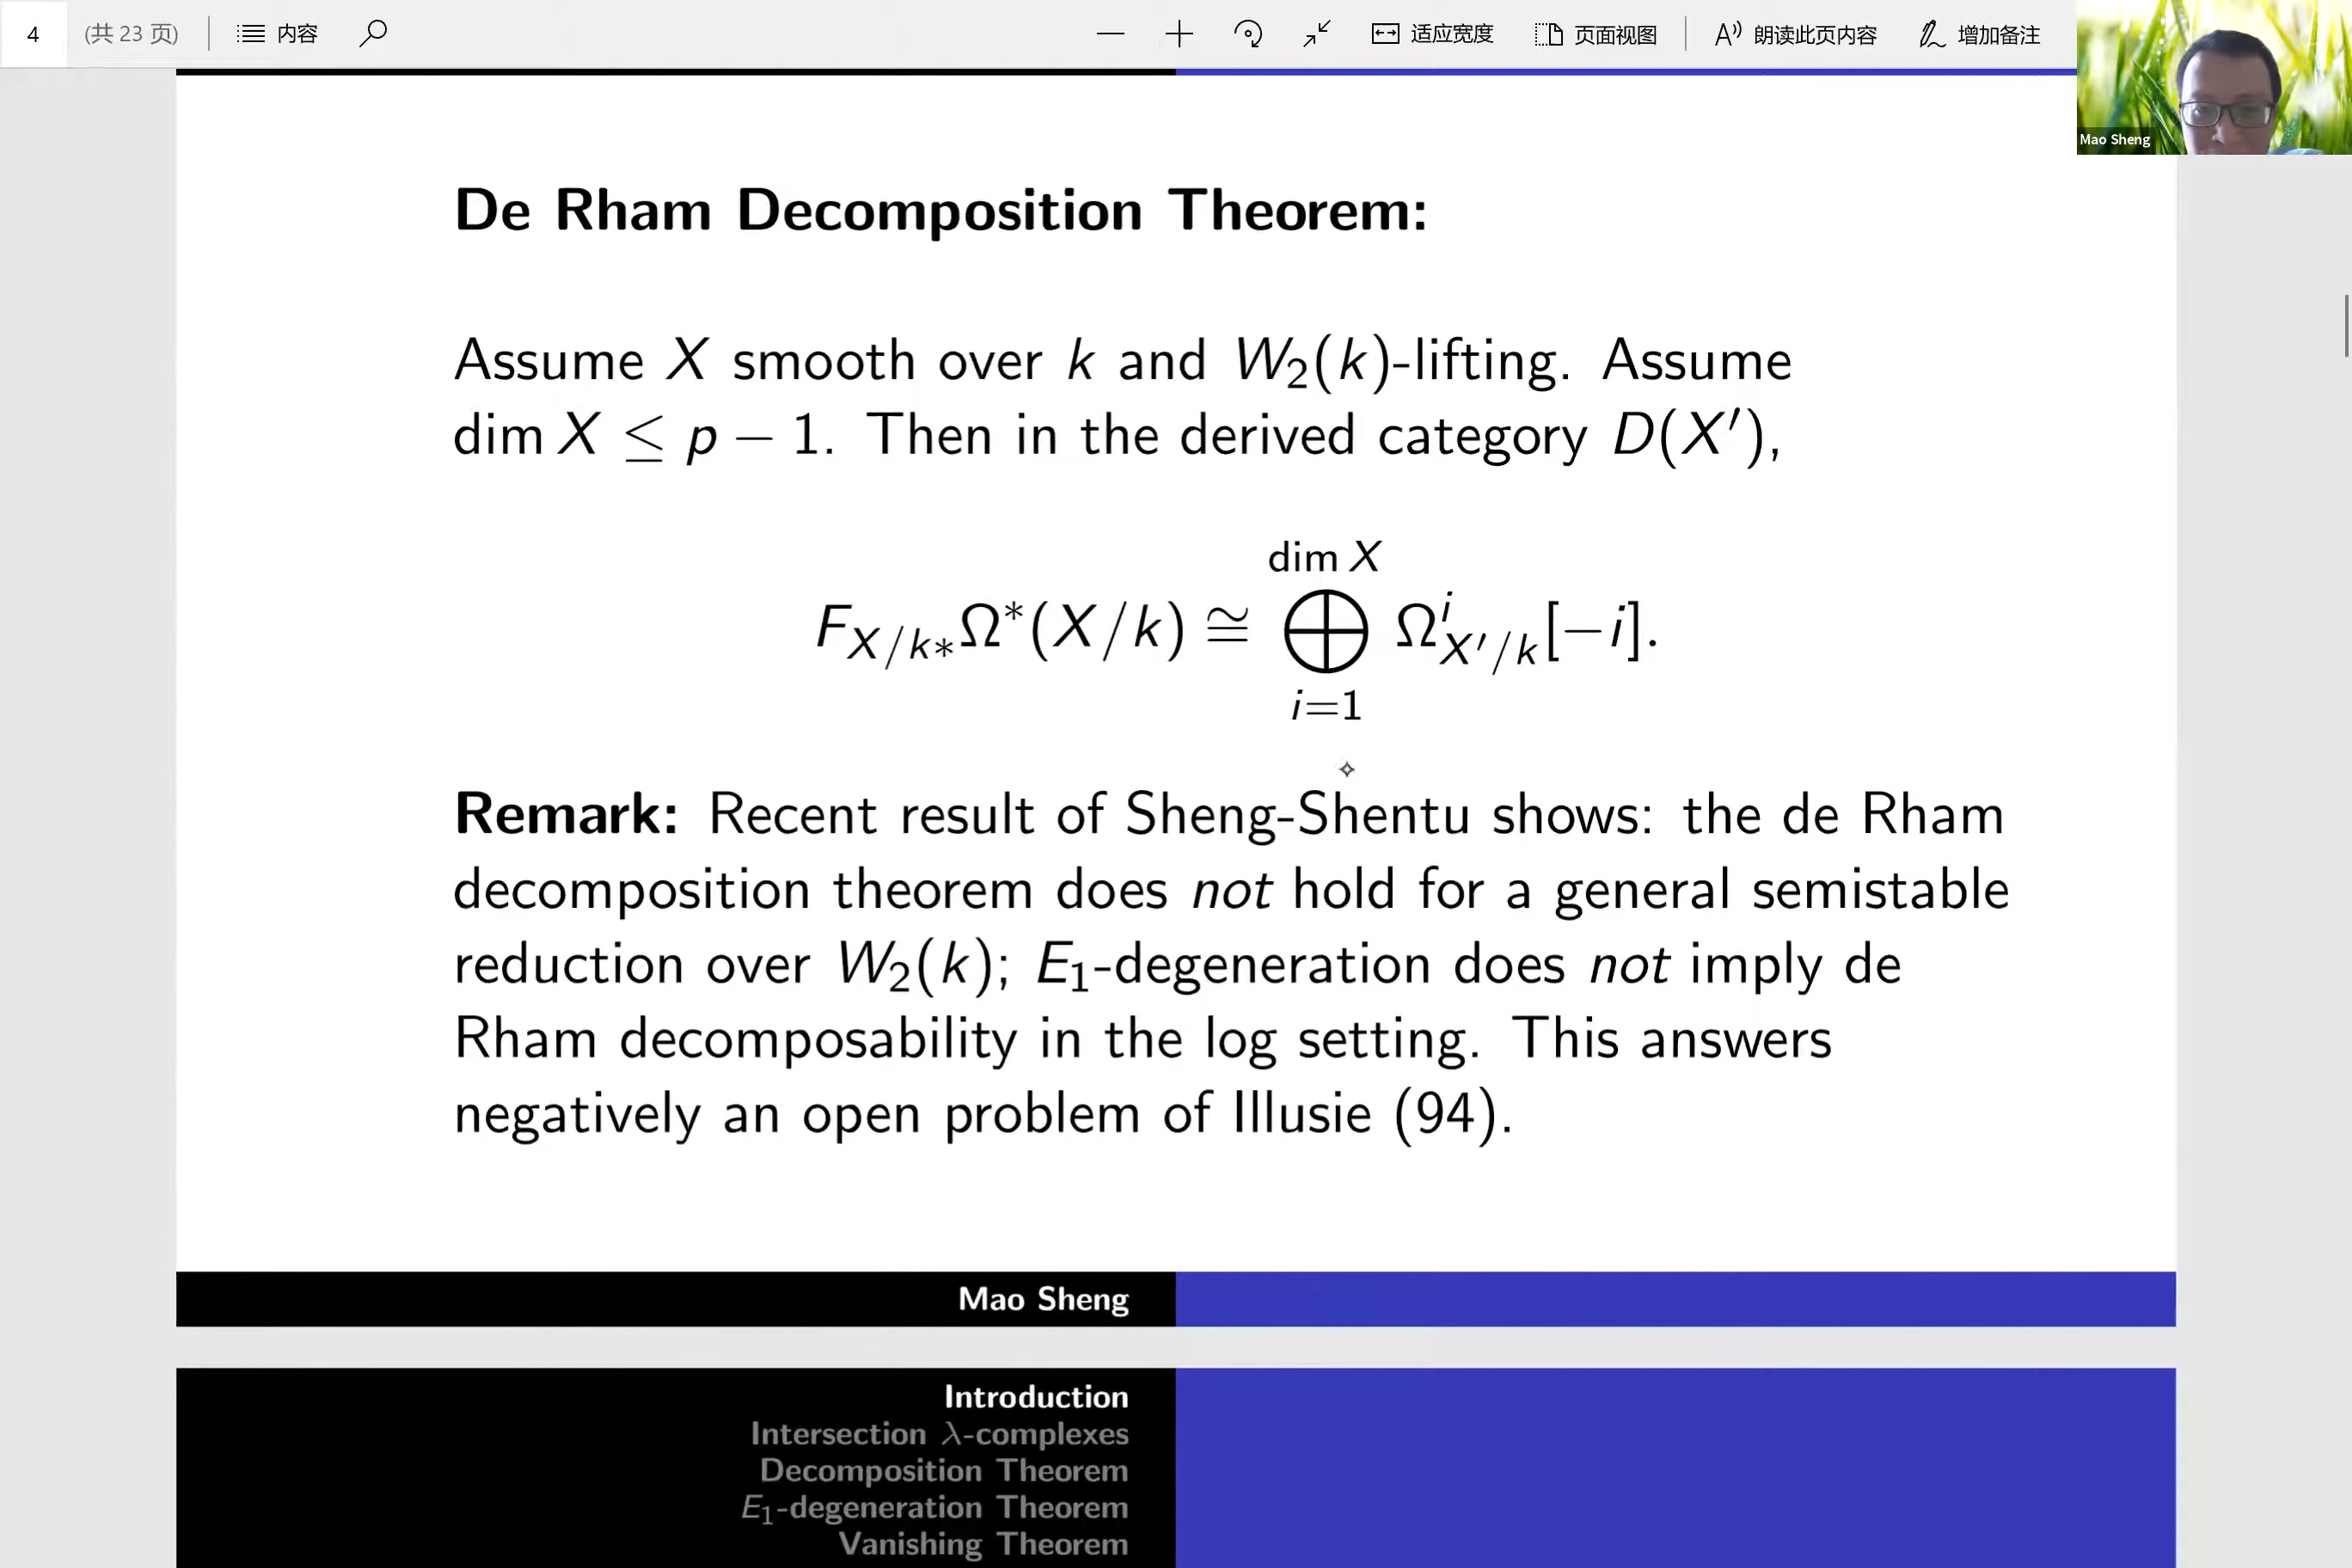 4 (共 23 页) 内容 适应宽度 页面视图 朗读此页内容 增加备注
Mao Sheng
De Rham Decomposition Theorem:
Assume X smooth over k and W₂(k)-lifting. Assume
dim X ≤ p − 1. Then in the derived category D(X′),
dim X
F_{X/k*}Ω*(X/k) ≅ ⊕ Ω^i_{X′/k}[−i].
i=1
Remark: Recent result of Sheng-Shentu shows: the de Rham
decomposition theorem does not hold for a general semistable
reduction over W₂(k); E₁-degeneration does not imply de
Rham decomposability in the log setting. This answers
negatively an open problem of Illusie (94).
Mao Sheng
Introduction
Intersection λ-complexes
Decomposition Theorem
E₁-degeneration Theorem
Vanishing Theorem